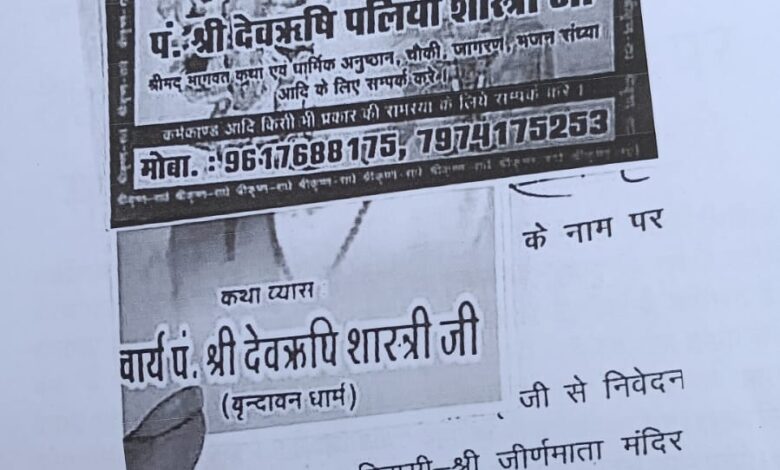 पं. श्री देवऋषि पलिया शास्त्री जी
श्रीमद् भागवत कथा एवं धार्मिक अनुष्ठान, चौकी, जागरण, भजन संध्या
आदि के लिए सम्पर्क करे।
कर्मकाण्ड आदि किसी भी प्रकार की समस्या के लिये सम्पर्क करे।
मोबा. : 9617688175, 7974175253
के नाम पर
कथा व्यास
चार्य पं. श्री देवऋषि शास्त्री जी
(वृन्दावन धाम)
जी से निवेदन
श्री जीर्णमाता मंदिर